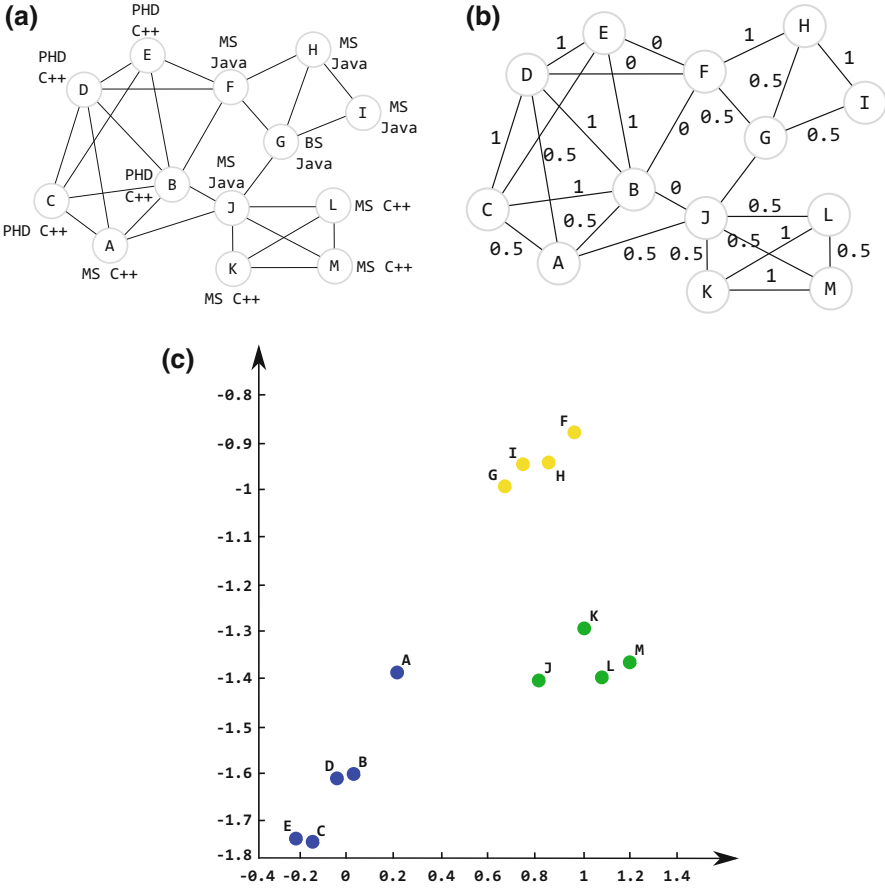 (a)
PHD
C++
E
MS
Java
H
MS
Java
PHD
C++
D
F
I
MS
Java
G
BS
Java
PHD
C++
B
MS
Java
C
J
L
MS C++
PHD C++
A
K
M
MS C++
MS C++
MS C++
(b)
E
H
1
0
1
D
0
F
1
0.5
I
1
1
1
0
0.5
G
0.5
0.5
C
1
B
0
J
0.5
L
0.5
0.5
1
0.5
A
0.5
0.5
0.5
K
1
M
(c)
-0.8
F
-0.9
I
G
H
-1
-1.1
-1.2
K
-1.3
A
J
L
M
-1.4
-1.5
D
B
-1.6
-1.7
E
C
-1.8
-0.4 -0.2 0 0.2 0.4 0.6 0.8 1 1.2 1.4